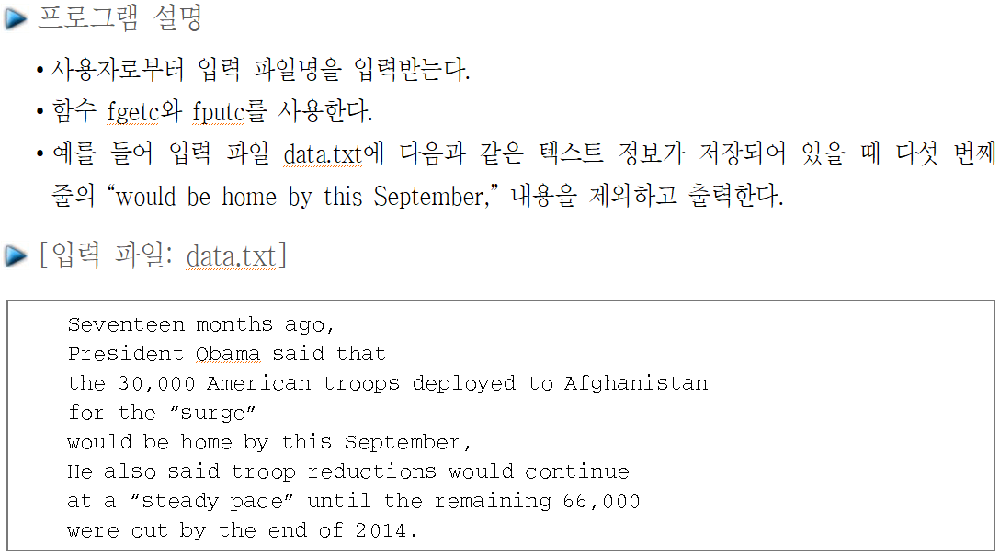 프로그램 설명
• 사용자로부터 입력 파일명을 입력받는다.
• 함수 fgetc와 fputc를 사용한다.
• 예를 들어 입력 파일 data.txt에 다음과 같은 텍스트 정보가 저장되어 있을 때 다섯 번째
줄의 “would be home by this September,” 내용을 제외하고 출력한다.
[입력 파일: data.txt]
Seventeen months ago,
President Obama said that
the 30,000 American troops deployed to Afghanistan
for the “surge”
would be home by this September,
He also said troop reductions would continue
at a “steady pace” until the remaining 66,000
were out by the end of 2014.